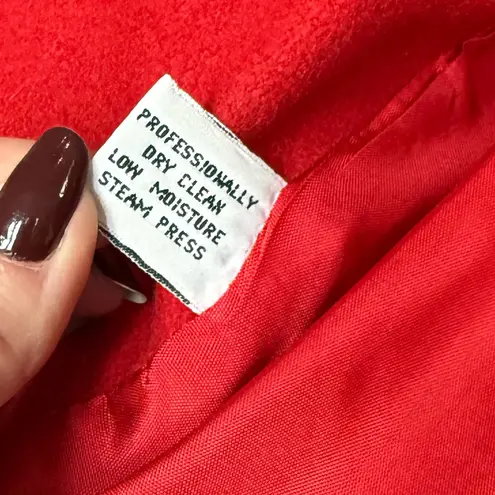 PROFESSIONALLY
DRY CLEAN
LOW MOISTURE
STEAM PRESS